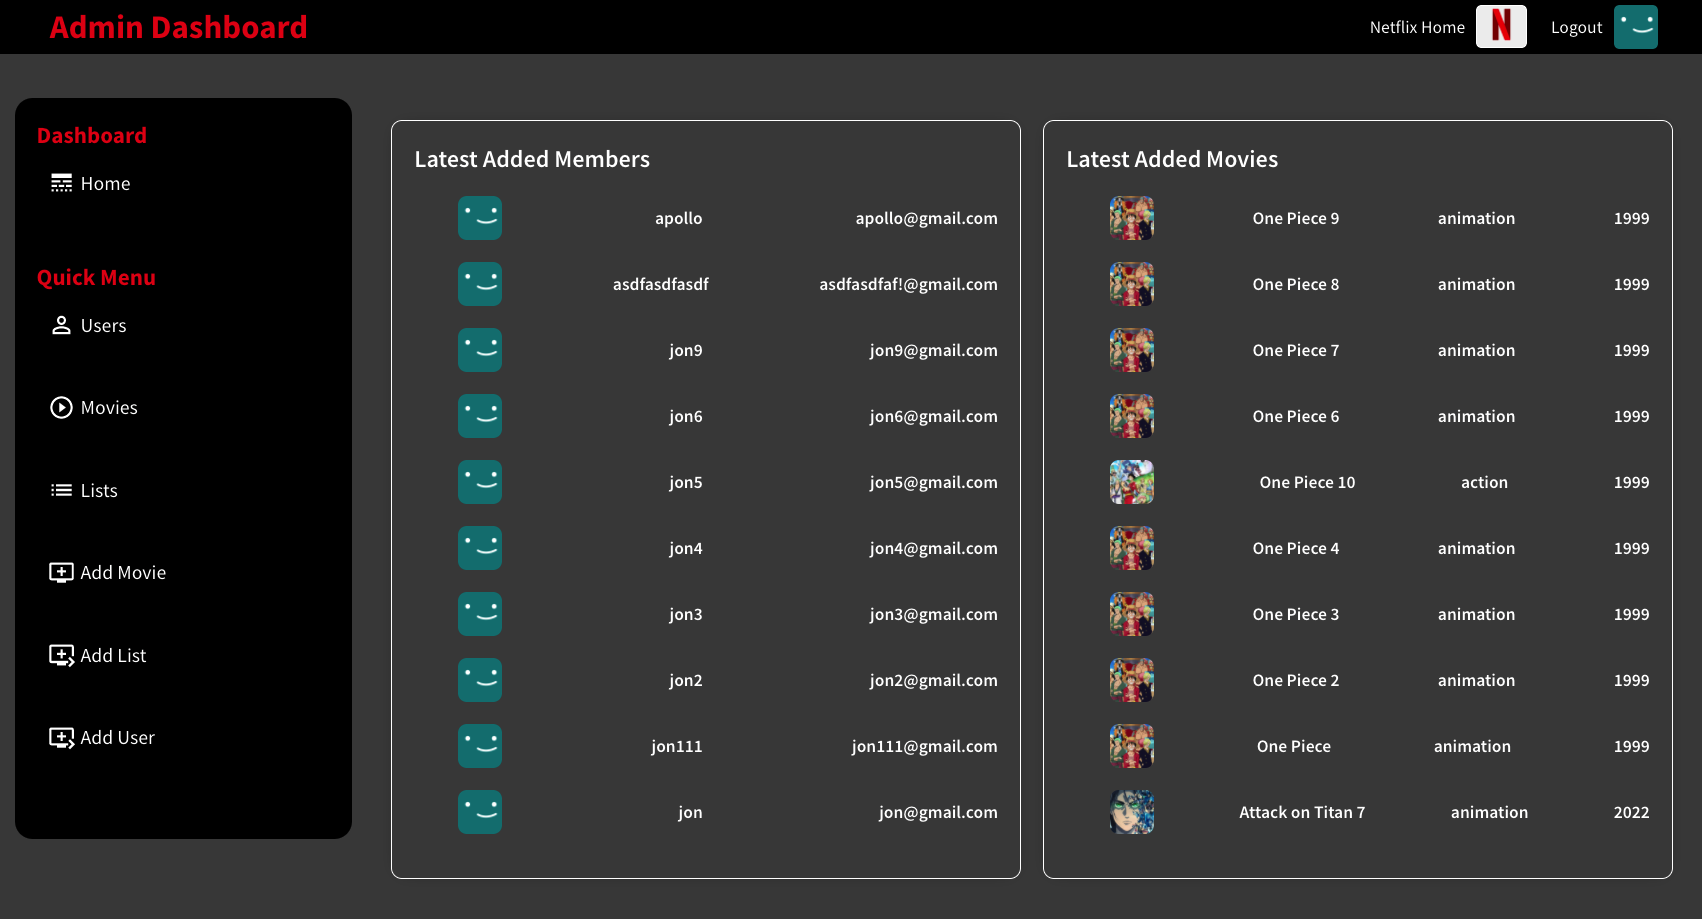 Admin Dashboard
Netflix Home
N
Logout
Dashboard
Home
Quick Menu
Users
Movies
Lists
Add Movie
Add List
Add User
Latest Added Members
apollo apollo@gmail.com
asdfasdfasdf asdfasdfaf!@gmail.com
jon9 jon9@gmail.com
jon6 jon6@gmail.com
jon5 jon5@gmail.com
jon4 jon4@gmail.com
jon3 jon3@gmail.com
jon2 jon2@gmail.com
jon111 jon111@gmail.com
jon jon@gmail.com
Latest Added Movies
One Piece 9 animation 1999
One Piece 8 animation 1999
One Piece 7 animation 1999
One Piece 6 animation 1999
One Piece 10 action 1999
One Piece 4 animation 1999
One Piece 3 animation 1999
One Piece 2 animation 1999
One Piece animation 1999
Attack on Titan 7 animation 2022